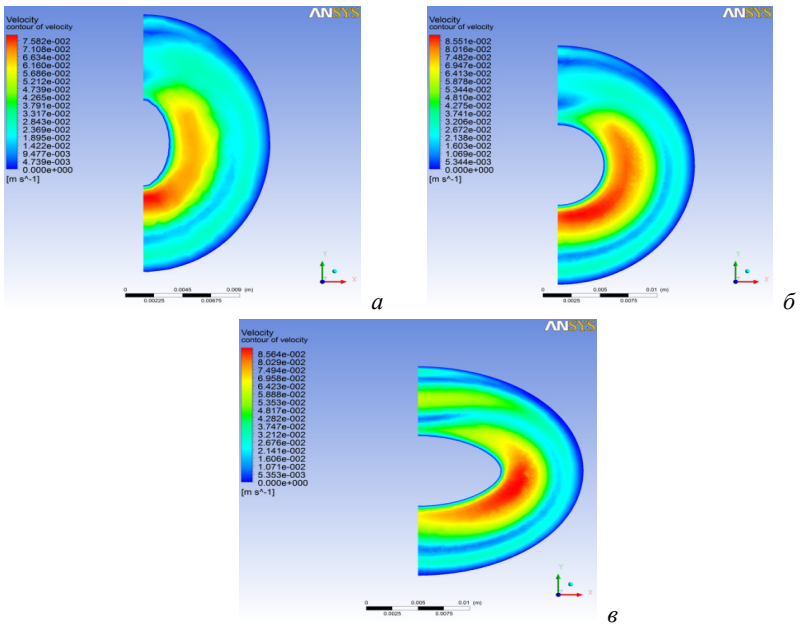 ANSYS
Velocity
contour of velocity
7.582e-002
7.108e-002
6.634e-002
6.160e-002
5.686e-002
5.212e-002
4.739e-002
4.265e-002
3.791e-002
3.317e-002
2.843e-002
2.369e-002
1.895e-002
1.422e-002
9.477e-003
4.739e-003
0.000e+000
[m s^-1]
Y
X
0 0.0045 0.009 (m)
0.00225 0.00675
а
ANSYS
Velocity
contour of velocity
8.551e-002
8.016e-002
7.482e-002
6.947e-002
6.413e-002
5.878e-002
5.344e-002
4.810e-002
4.275e-002
3.741e-002
3.206e-002
2.672e-002
2.138e-002
1.603e-002
1.069e-002
5.344e-003
0.000e+000
[m s^-1]
Y
X
0 0.005 0.01 (m)
0.0025 0.0075
б
ANSYS
Velocity
contour of velocity
8.564e-002
8.029e-002
7.494e-002
6.958e-002
6.423e-002
5.888e-002
5.353e-002
4.817e-002
4.282e-002
3.747e-002
3.212e-002
2.676e-002
2.141e-002
1.606e-002
1.071e-002
5.353e-003
0.000e+000
[m s^-1]
Y
X
0 0.005 0.01 (m)
0.0025 0.0075
в